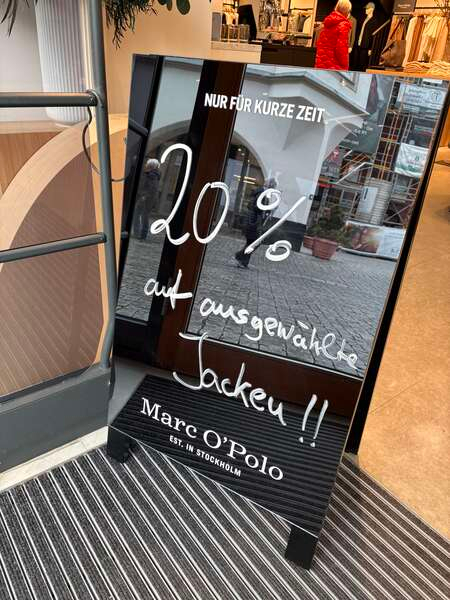 NUR FÜR KURZE ZEIT
20%
auf ausgewählte
Jacken!!
Marc O'Polo
EST. IN STOCKHOLM